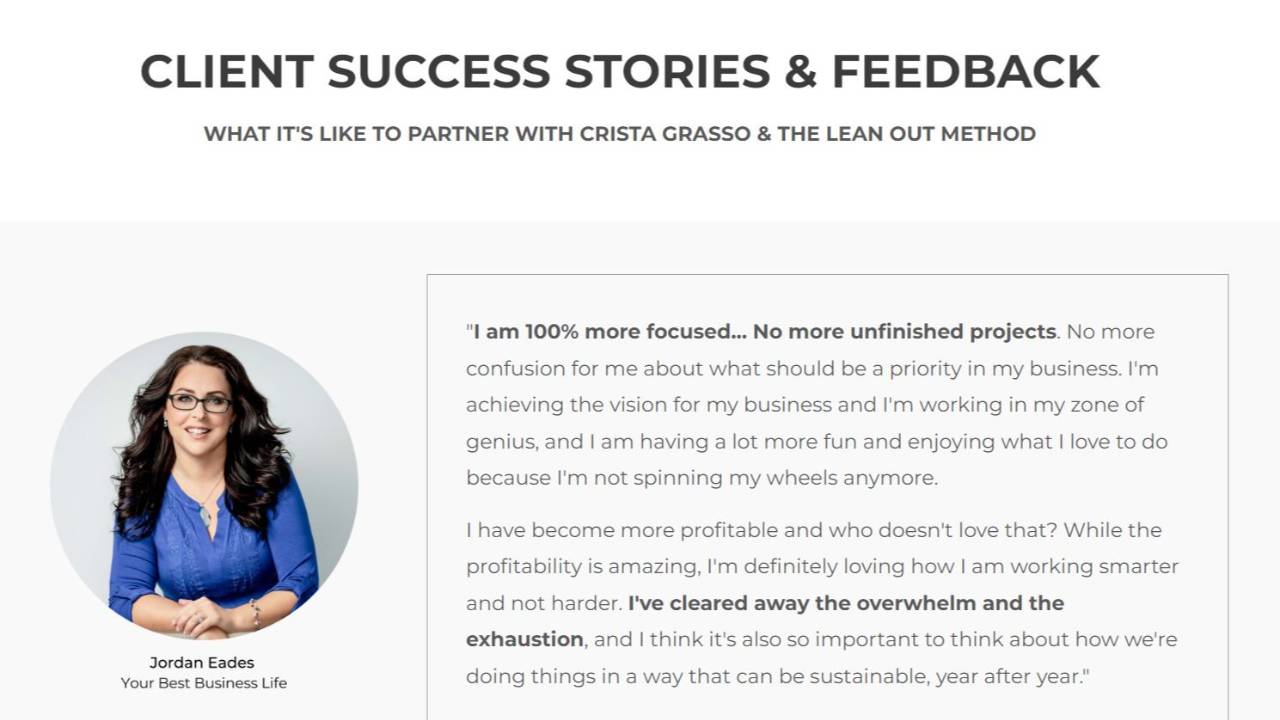 CLIENT SUCCESS STORIES & FEEDBACK
WHAT IT'S LIKE TO PARTNER WITH CRISTA GRASSO & THE LEAN OUT METHOD
"I am 100% more focused... No more unfinished projects. No more
confusion for me about what should be a priority in my business. I'm
achieving the vision for my business and I'm working in my zone of
genius, and I am having a lot more fun and enjoying what I love to do
because I'm not spinning my wheels anymore.
I have become more profitable and who doesn't love that? While the
profitability is amazing, I'm definitely loving how I am working smarter
and not harder. I've cleared away the overwhelm and the
exhaustion, and I think it's also so important to think about how we're
doing things in a way that can be sustainable, year after year."
Jordan Eades
Your Best Business Life